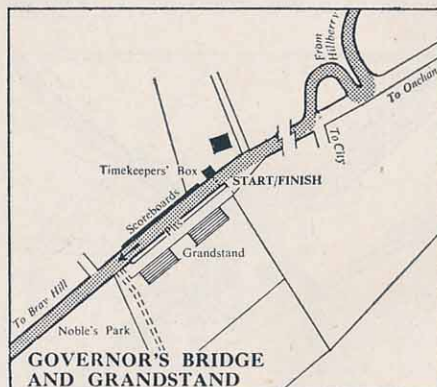 From
Hillberry
To Onchan
To City
Timekeepers' Box
START/FINISH
Scoreboards
Pits
Grandstand
To Bray Hill
Noble's Park
GOVERNOR'S BRIDGE
AND GRANDSTAND